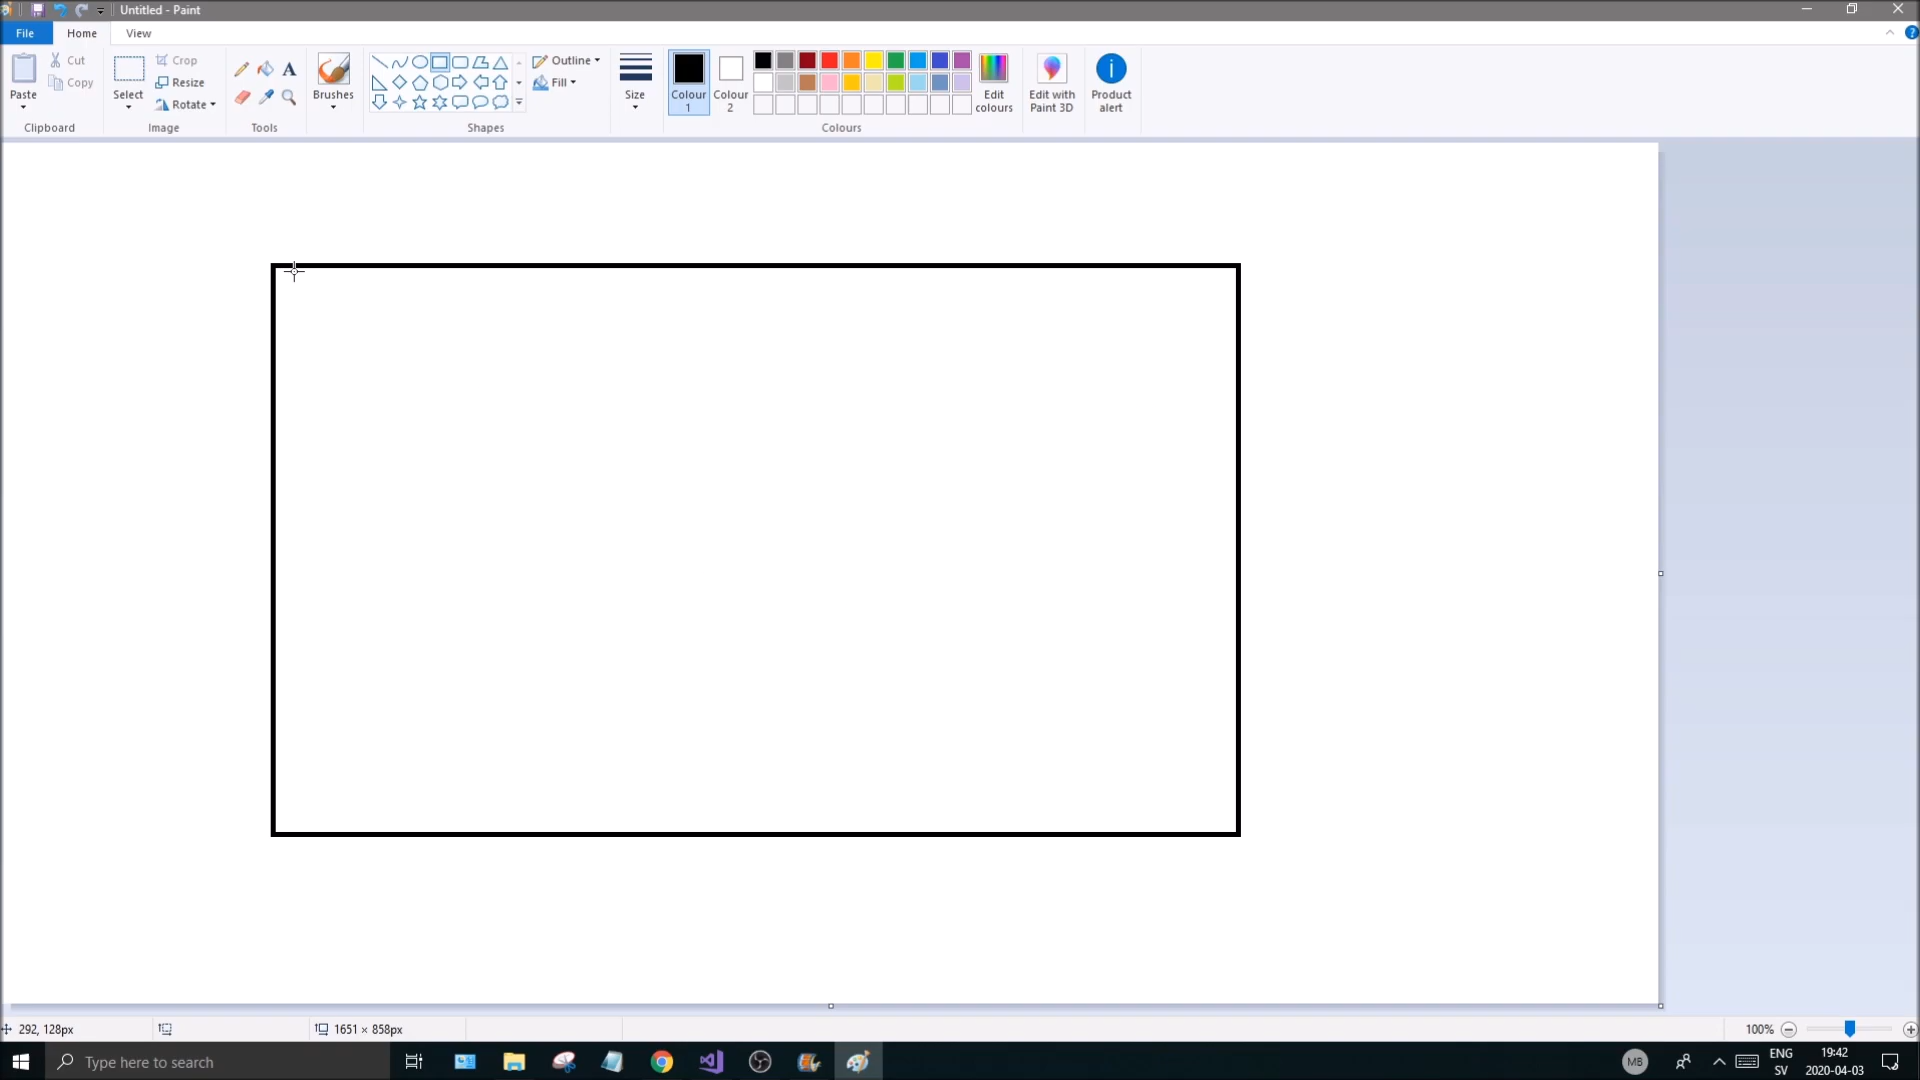 Untitled - Paint
File Home View
Paste
Cut
Copy
Clipboard
Select
Crop
Resize
Rotate
Image
A
Tools
Brushes
Outline
Fill
Shapes
Size
Colour 1
Colour 2
Edit colours
Colours
Edit with Paint 3D
Product alert
292, 128px 1651 × 858px 100%
Type here to search
MB
ENG
SV
19:42
2020-04-03